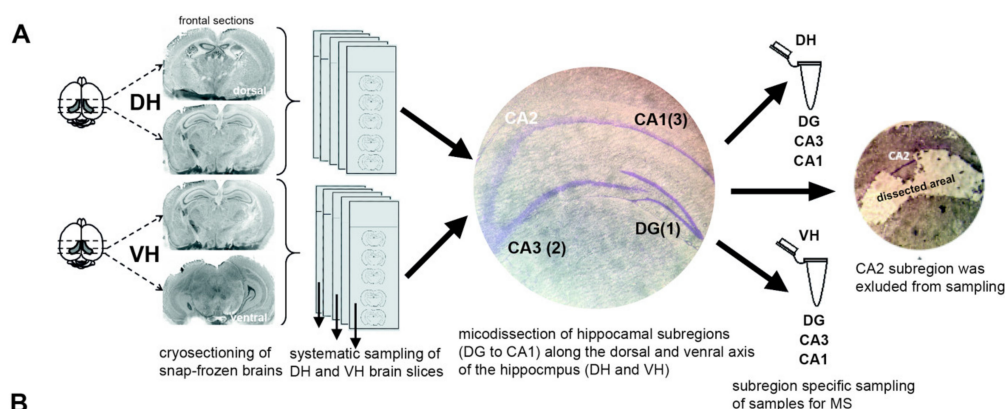 A
frontal sections
DH
dorsal
VH
ventral
cryosectioning of
snap-frozen brains
systematic sampling of
DH and VH brain slices
CA2
CA1(3)
CA3 (2)
DG(1)
micodissection of hippocamal subregions
(DG to CA1) along the dorsal and venral axis
of the hippocmpus (DH and VH)
DH
DG
CA3
CA1
VH
DG
CA3
CA1
subregion specific sampling
of samples for MS
CA2
dissected areal
CA2 subregion was
exluded from sampling
B